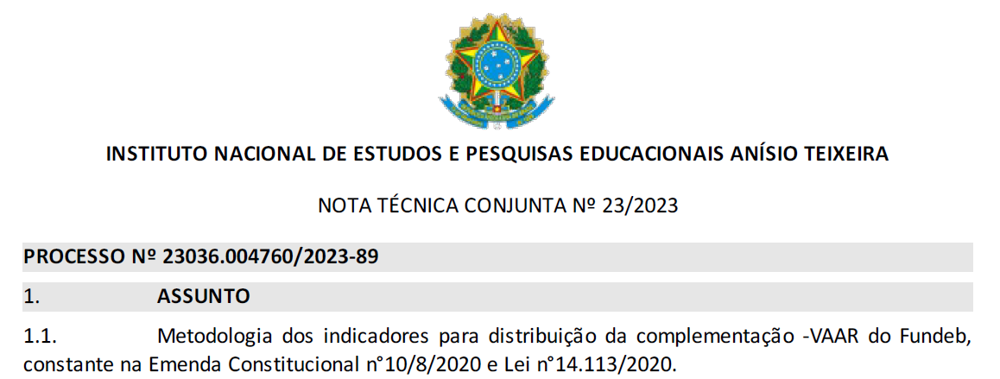 INSTITUTO NACIONAL DE ESTUDOS E PESQUISAS EDUCACIONAIS ANÍSIO TEIXEIRA
NOTA TÉCNICA CONJUNTA Nº 23/2023
PROCESSO Nº 23036.004760/2023-89
1. ASSUNTO
1.1. Metodologia dos indicadores para distribuição da complementação -VAAR do Fundeb,
constante na Emenda Constitucional n°10/8/2020 e Lei n°14.113/2020.